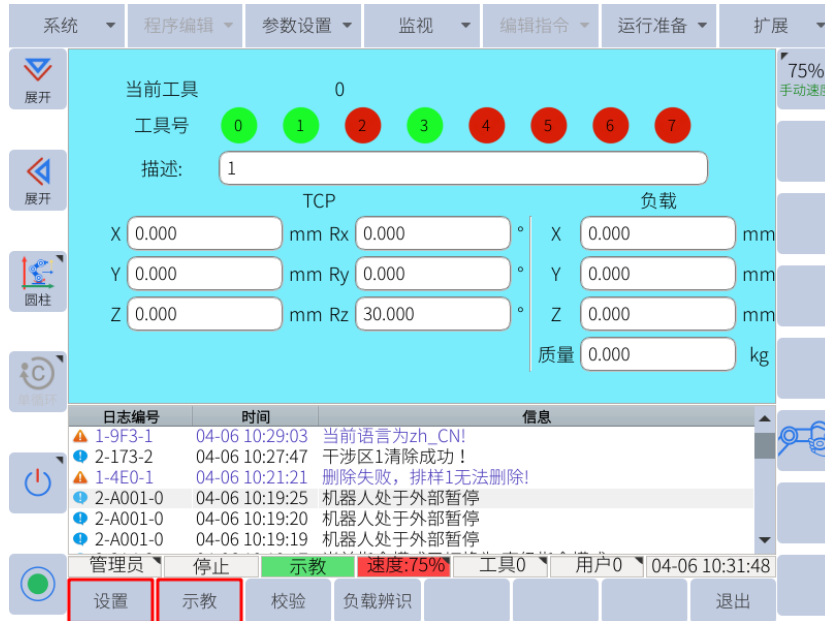 系统 程序编辑 参数设置 监视 编辑指令 运行准备 扩展
展开
75%
手动速度
当前工具 0
工具号 0 1 2 3 4 5 6 7
描述: 1
展开
TCP 负载
X 0.000 mm Rx 0.000 ° X 0.000 mm
Y 0.000 mm Ry 0.000 ° Y 0.000 mm
Z 0.000 mm Rz 30.000 ° Z 0.000 mm
圆柱
质量 0.000 kg
C
单循环
日志编号 时间 信息
1-9F3-1 04-06 10:29:03 当前语言为zh_CN!
2-173-2 04-06 10:27:47 干涉区1清除成功！
1-4E0-1 04-06 10:21:21 删除失败，排样1无法删除!
2-A001-0 04-06 10:19:25 机器人处于外部暂停
2-A001-0 04-06 10:19:20 机器人处于外部暂停
2-A001-0 04-06 10:19:19 机器人处于外部暂停
管理员 停止 示教 速度:75% 工具0 用户0 04-06 10:31:48
设置 示教 校验 负载辨识 退出